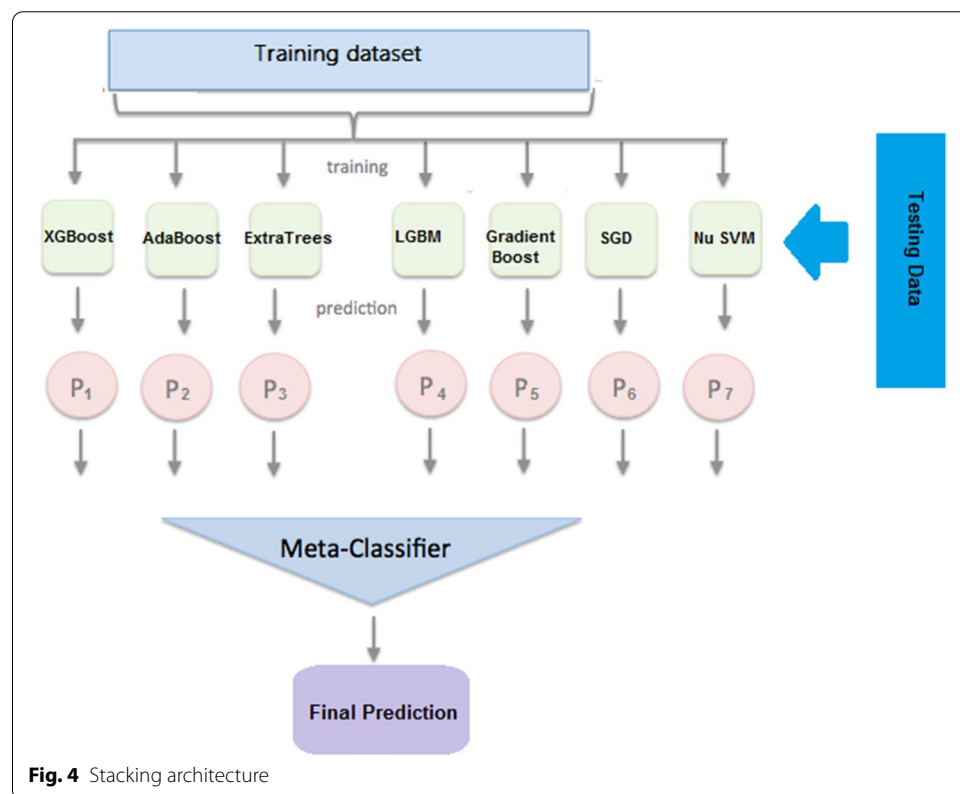 Training dataset
training
XGBoost AdaBoost ExtraTrees LGBM Gradient Boost SGD Nu SVM
Testing Data
prediction
P1 P2 P3 P4 P5 P6 P7
Meta-Classifier
Final Prediction
Fig. 4 Stacking architecture